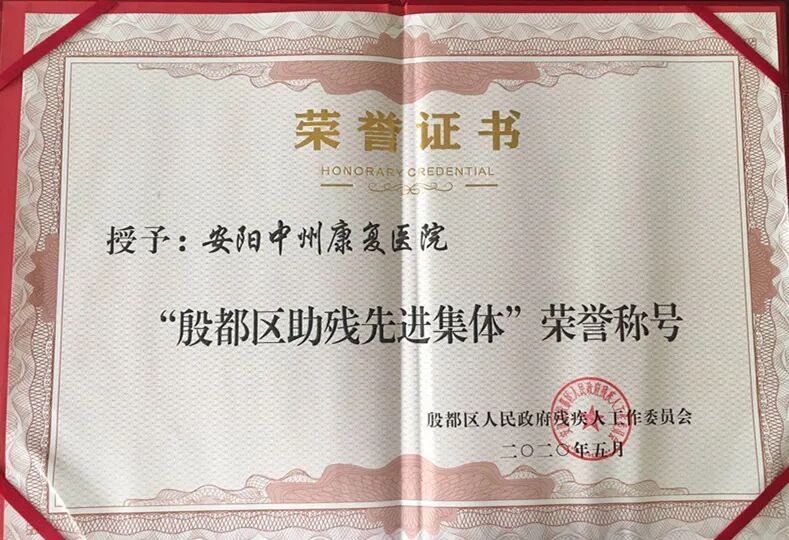 荣誉证书
HONORARY CREDENTIAL
授予：安阳中州康复医院
“殷都区助残先进集体”荣誉称号
殷都区人民政府残疾人工作委员会
二〇二〇年五月